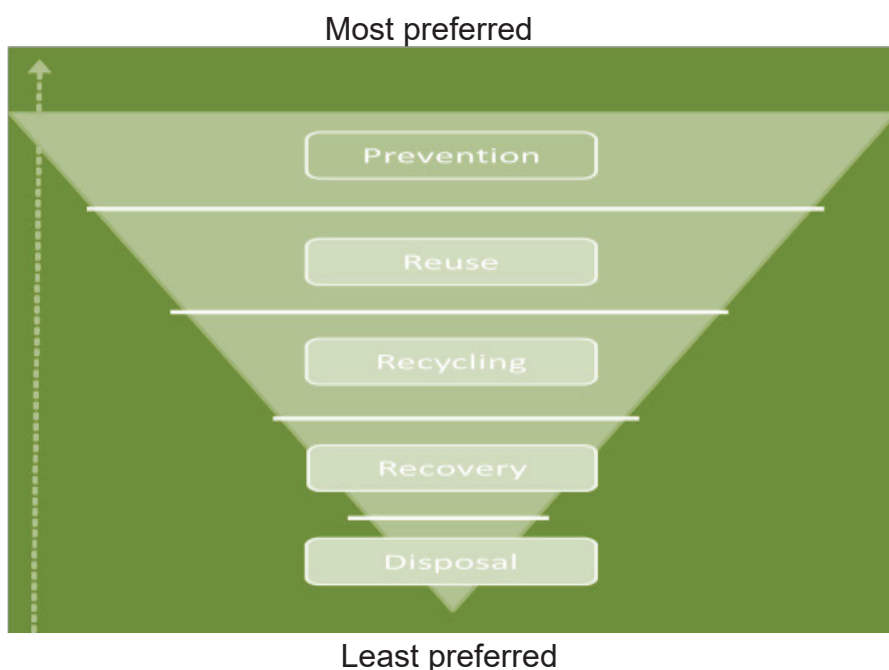 Most preferred
Prevention
Reuse
Recycling
Recovery
Disposal
Least preferred